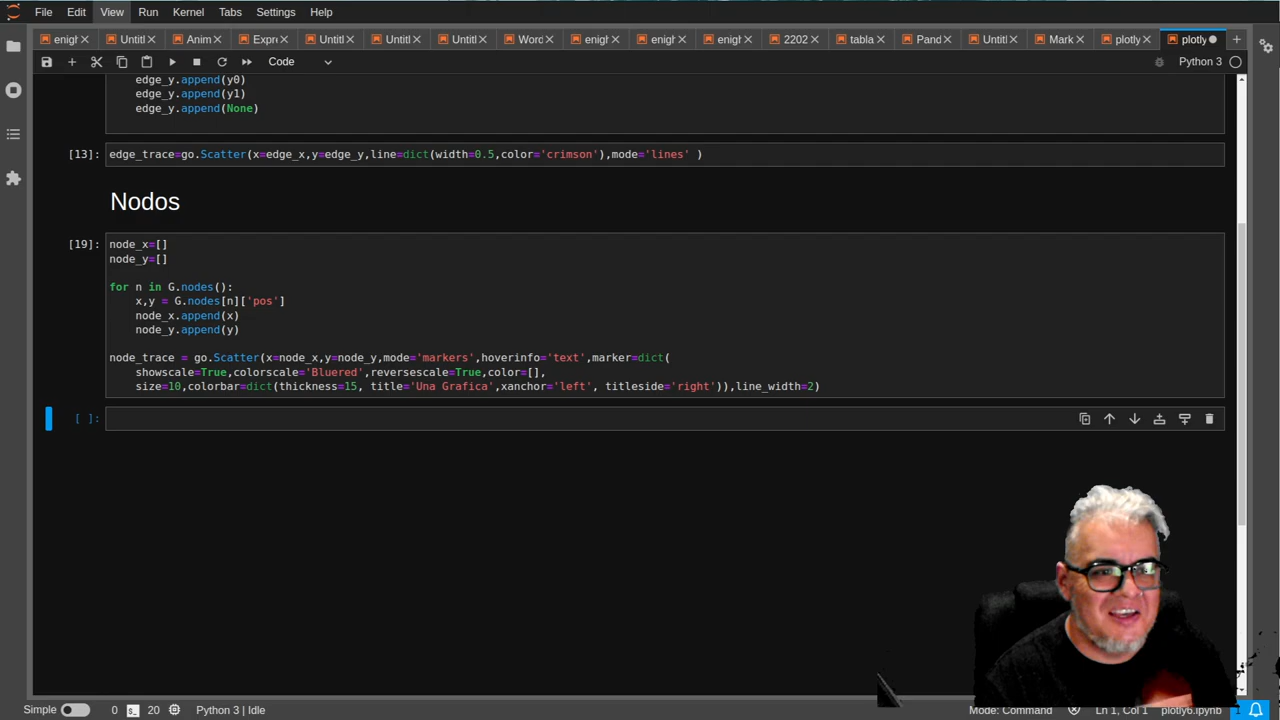 File Edit View Run Kernel Tabs Settings Help
enigh Untitl Anim Expre Untitl Untitl Untitl Word enigh enigh enigh 2202 tabla Pand Untitl Mark plotly plotly
Code
Python 3
edge_y.append(y0)
edge_y.append(y1)
edge_y.append(None)
[13]: edge_trace=go.Scatter(x=edge_x,y=edge_y,line=dict(width=0.5,color='crimson'),mode='lines' )
Nodos
[19]: node_x=[]
node_y=[]
for n in G.nodes():
x,y = G.nodes[n]['pos']
node_x.append(x)
node_y.append(y)
node_trace = go.Scatter(x=node_x,y=node_y,mode='markers',hoverinfo='text',marker=dict(
showscale=True,colorscale='Bluered',reversescale=True,color=[],
size=10,colorbar=dict(thickness=15, title='Una Grafica',xanchor='left', titleside='right')),line_width=2)
[ ]:
Simple 0 20 Python 3 | Idle Mode: Command Ln 1, Col 1 plotly6.ipynb 1